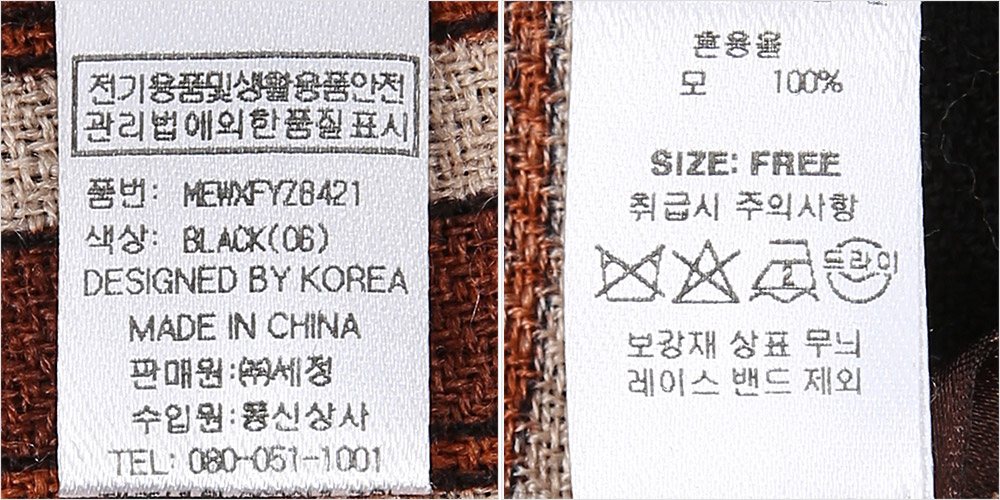 전기용품및생활용품안전
관리법에의한품질표시
품번: MEWXFYZ8421
색상: BLACK(06)
DESIGNED BY KOREA
MADE IN CHINA
판매원:㈜세정
수입원:풍신상사
TEL: 080-051-1001
혼용율
모 100%
SIZE: FREE
취급시 주의사항
2 드라이
보강재 상표 무늬
레이스 밴드 제외